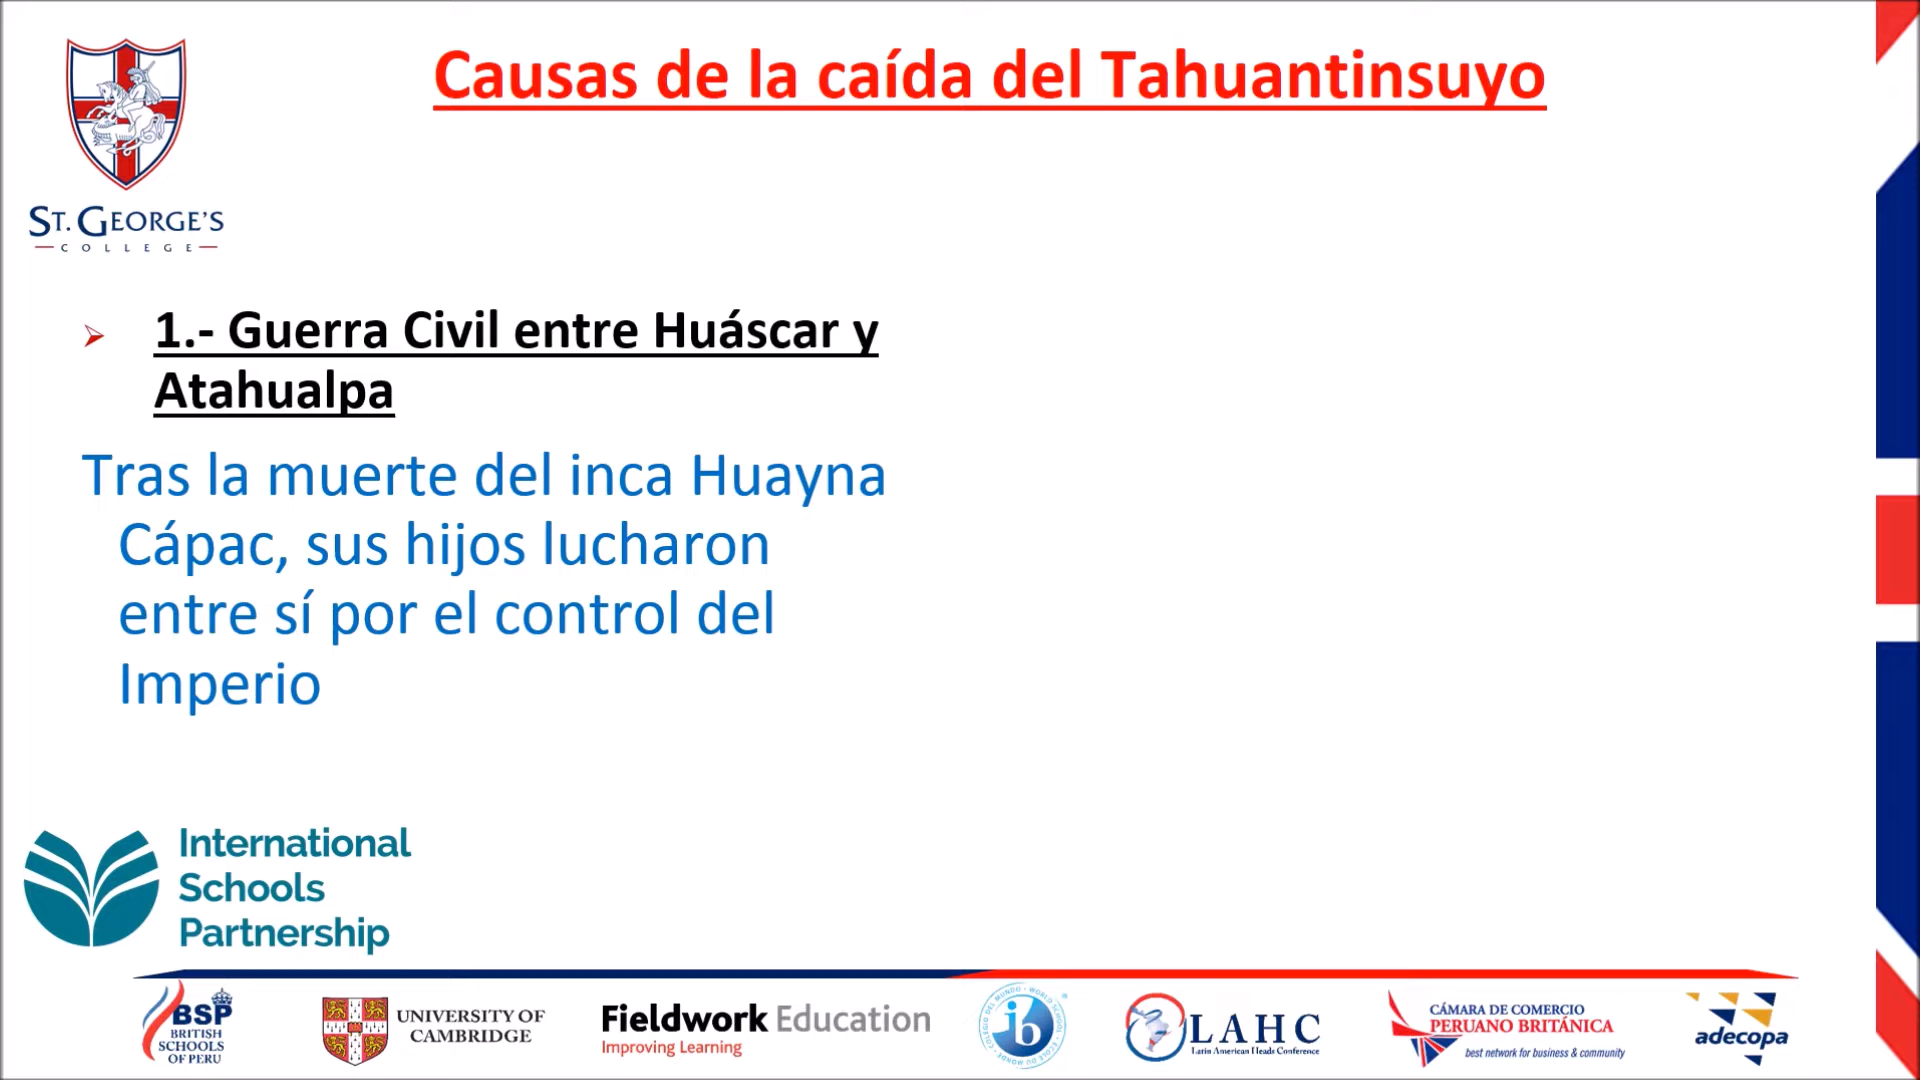 Causas de la caída del Tahuantinsuyo
ST. GEORGE'S
COLLEGE
➢ 1.- Guerra Civil entre Huáscar y
Atahualpa
Tras la muerte del inca Huayna
Cápac, sus hijos lucharon
entre sí por el control del
Imperio
International
Schools
Partnership
BSP
BRITISH
SCHOOLS
OF PERU
UNIVERSITY OF
CAMBRIDGE
Fieldwork Education
Improving Learning
ib
LAHC
Latin American Heads Conference
CÁMARA DE COMERCIO
PERUANO BRITÁNICA
best network for business & community
adecopa